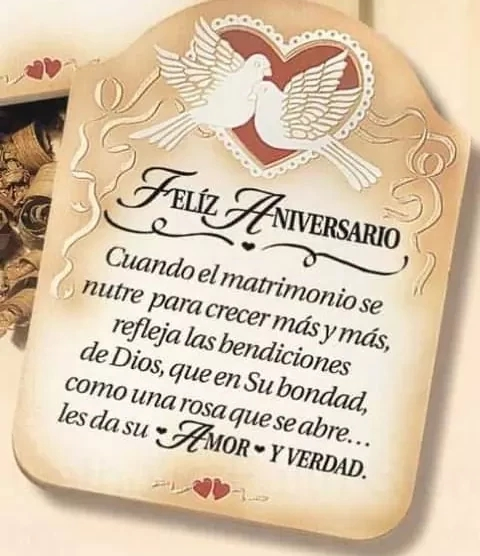 FELÍZ ANIVERSARIO
Cuando el matrimonio se
nutre para crecer más y más,
refleja las bendiciones
de Dios, que en Su bondad,
como una rosa que se abre...
les da su ♥ AMOR ♥ Y VERDAD.